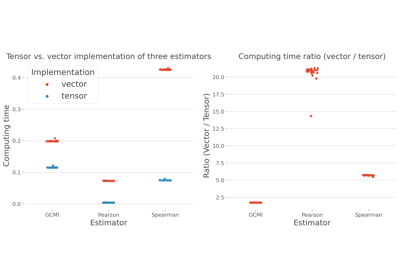 Tensor vs. vector implementation of three estimators
Implementation
vector
tensor
Computing time
0.4
0.3
0.2
0.1
0.0
GCMI
Pearson
Spearman
Estimator
Computing time ratio (vector / tensor)
Ratio (Vector / Tensor)
20.0
17.5
15.0
12.5
10.0
7.5
5.0
2.5
GCMI
Pearson
Spearman
Estimator